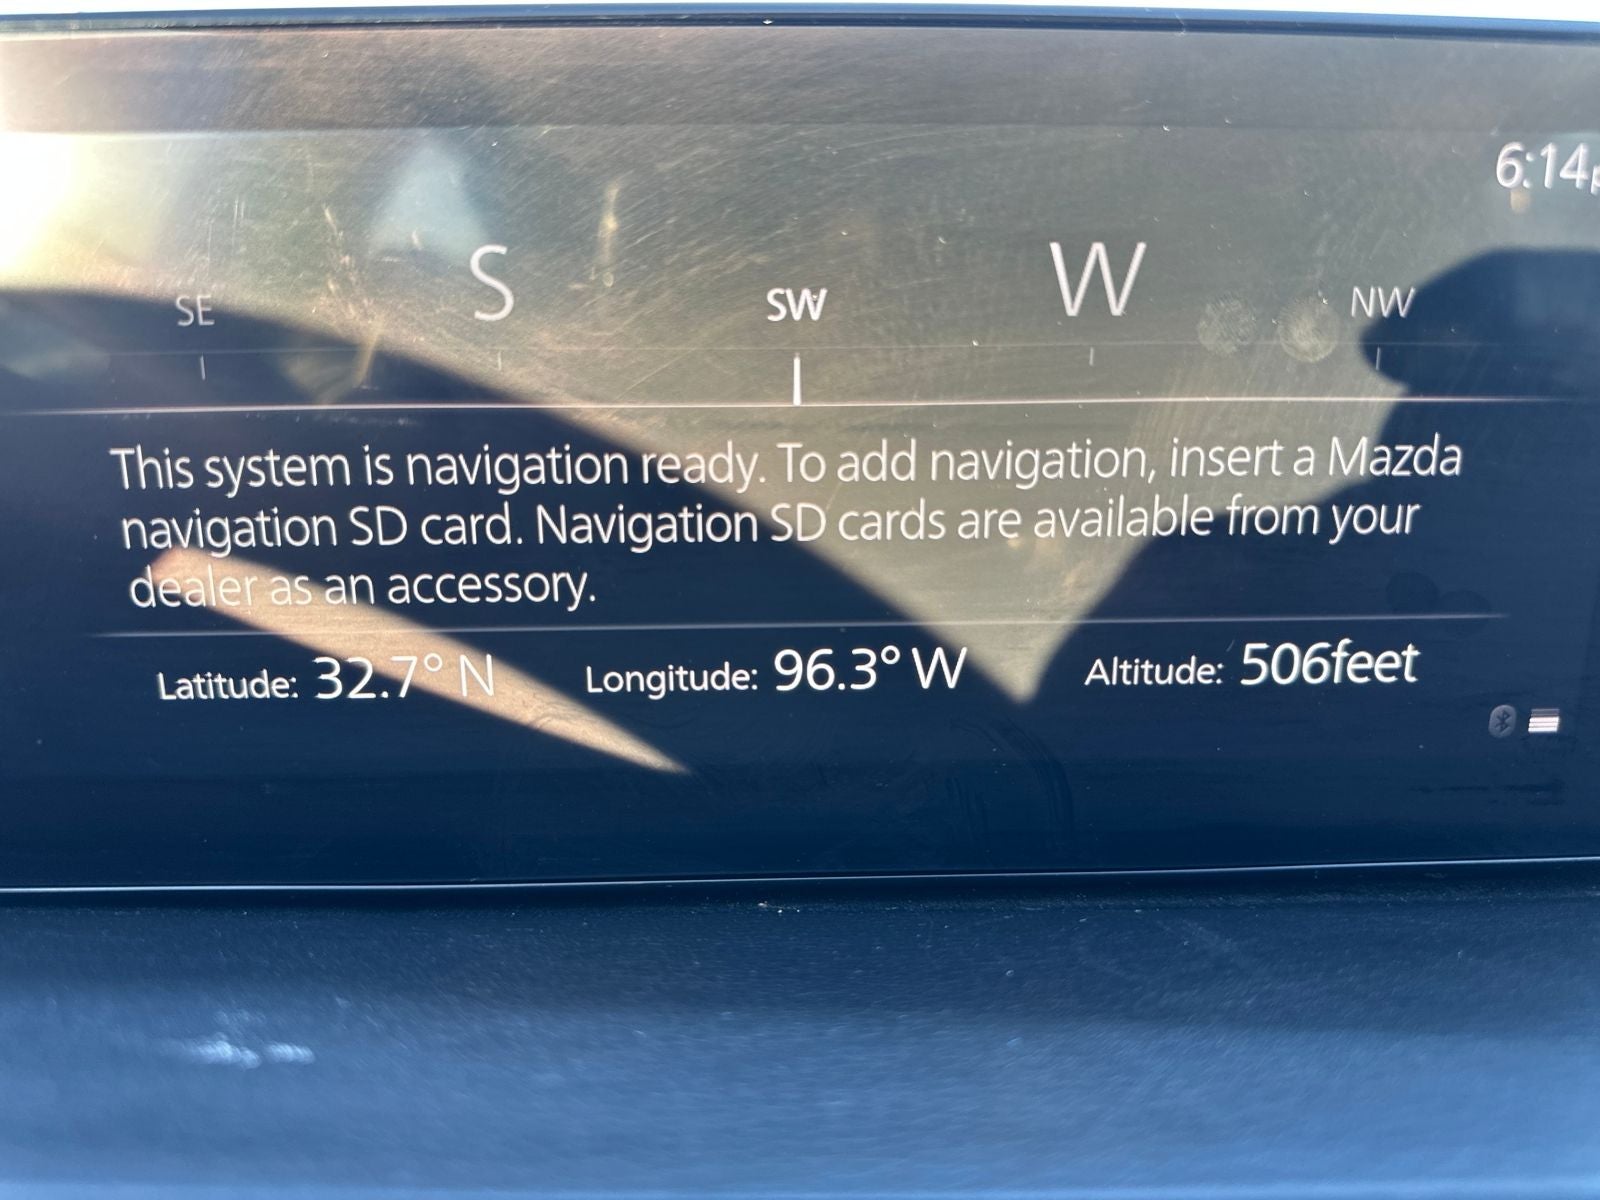 6:14p
SE S SW W NW
This system is navigation ready. To add navigation, insert a Mazda
navigation SD card. Navigation SD cards are available from your
dealer as an accessory.
Latitude: 32.7° N Longitude: 96.3° W Altitude: 506feet